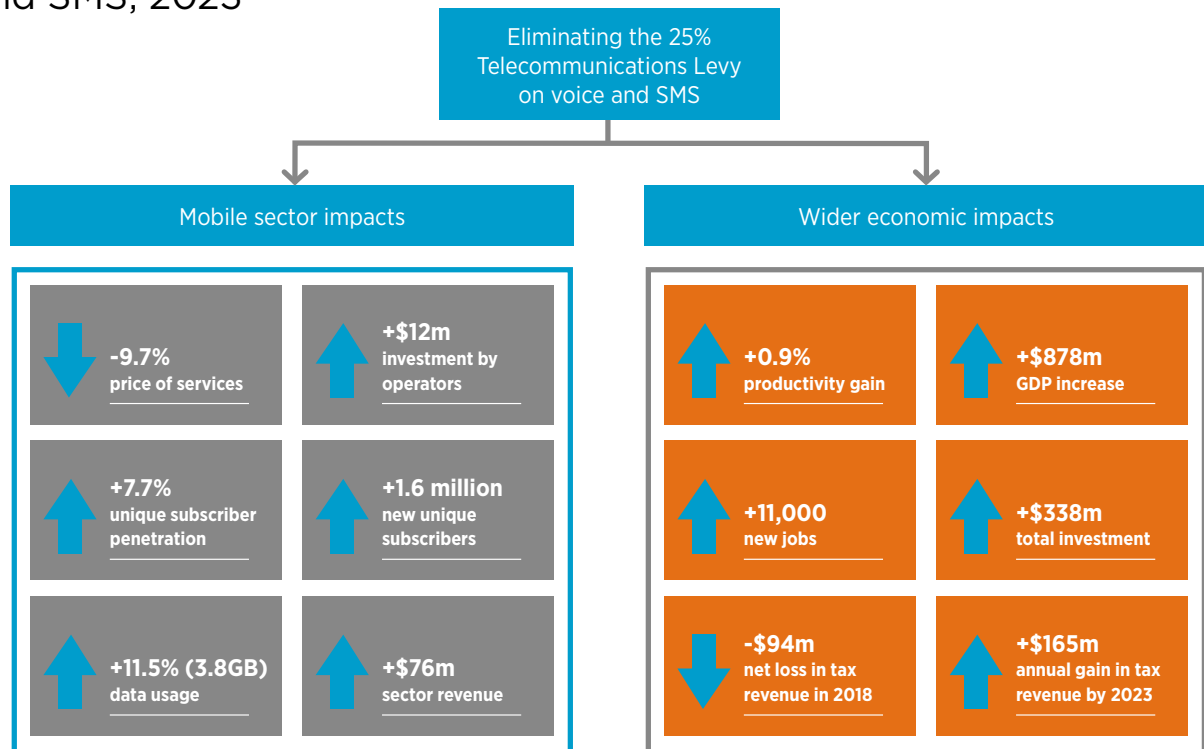 nd SMS, 2023
Eliminating the 25%
Telecommunications Levy
on voice and SMS
Mobile sector impacts
Wider economic impacts
-9.7%
price of services
+$12m
investment by
operators
+7.7%
unique subscriber
penetration
+1.6 million
new unique
subscribers
+11.5% (3.8GB)
data usage
+$76m
sector revenue
+0.9%
productivity gain
+$878m
GDP increase
+11,000
new jobs
+$338m
total investment
-$94m
net loss in tax
revenue in 2018
+$165m
annual gain in tax
revenue by 2023